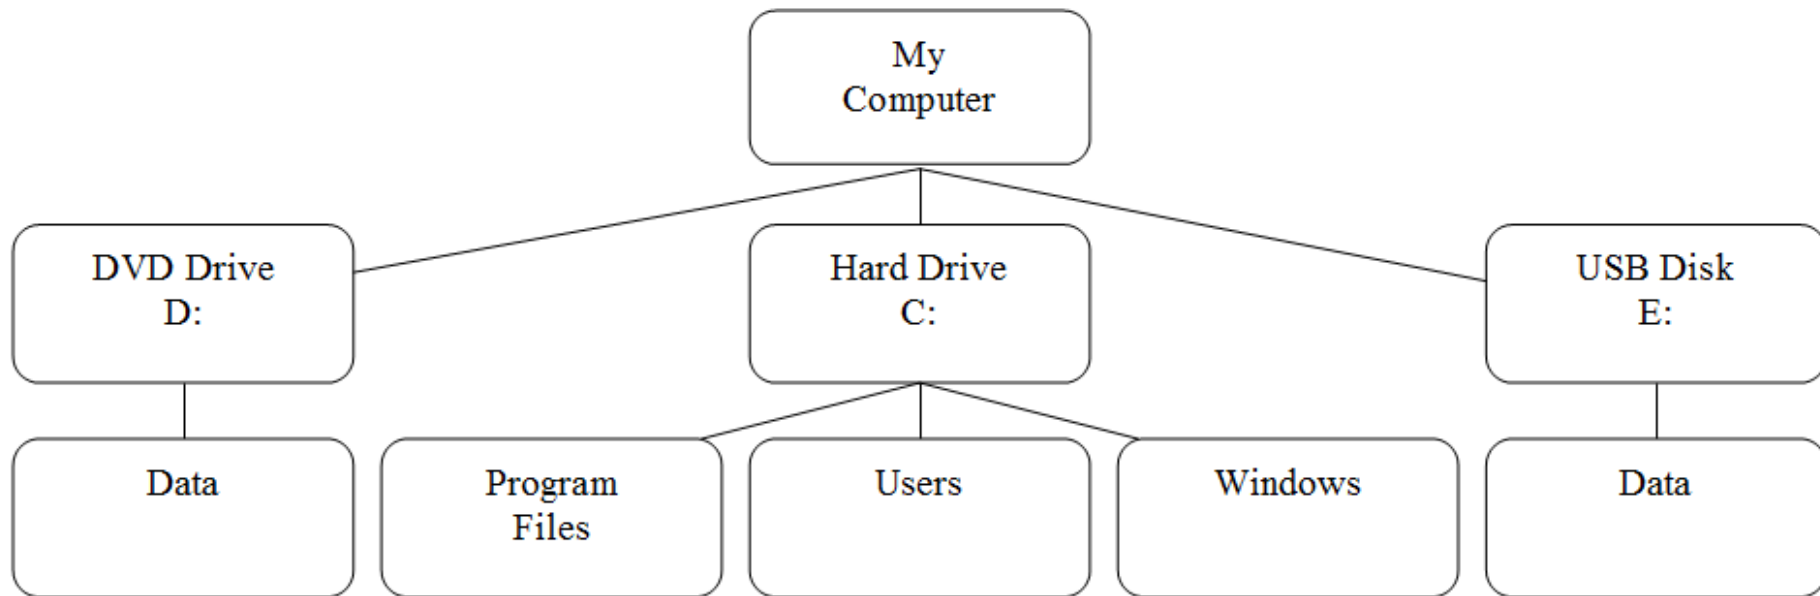 My
Computer
DVD Drive
D:
Hard Drive
C:
USB Disk
E:
Data
Program
Files
Users
Windows
Data